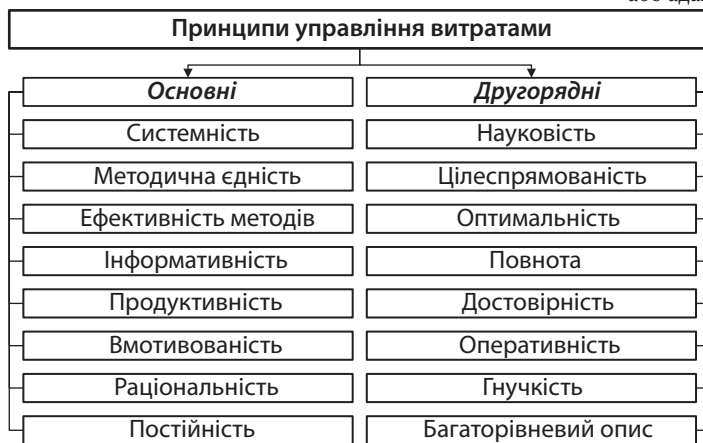 Принципи управління витратами
Основні
Другорядні
Системність
Науковість
Методична єдність
Цілеспрямованість
Ефективність методів
Оптимальність
Інформативність
Повнота
Продуктивність
Достовірність
Вмотивованість
Оперативність
Раціональність
Гнучкість
Постійність
Багаторівневий опис